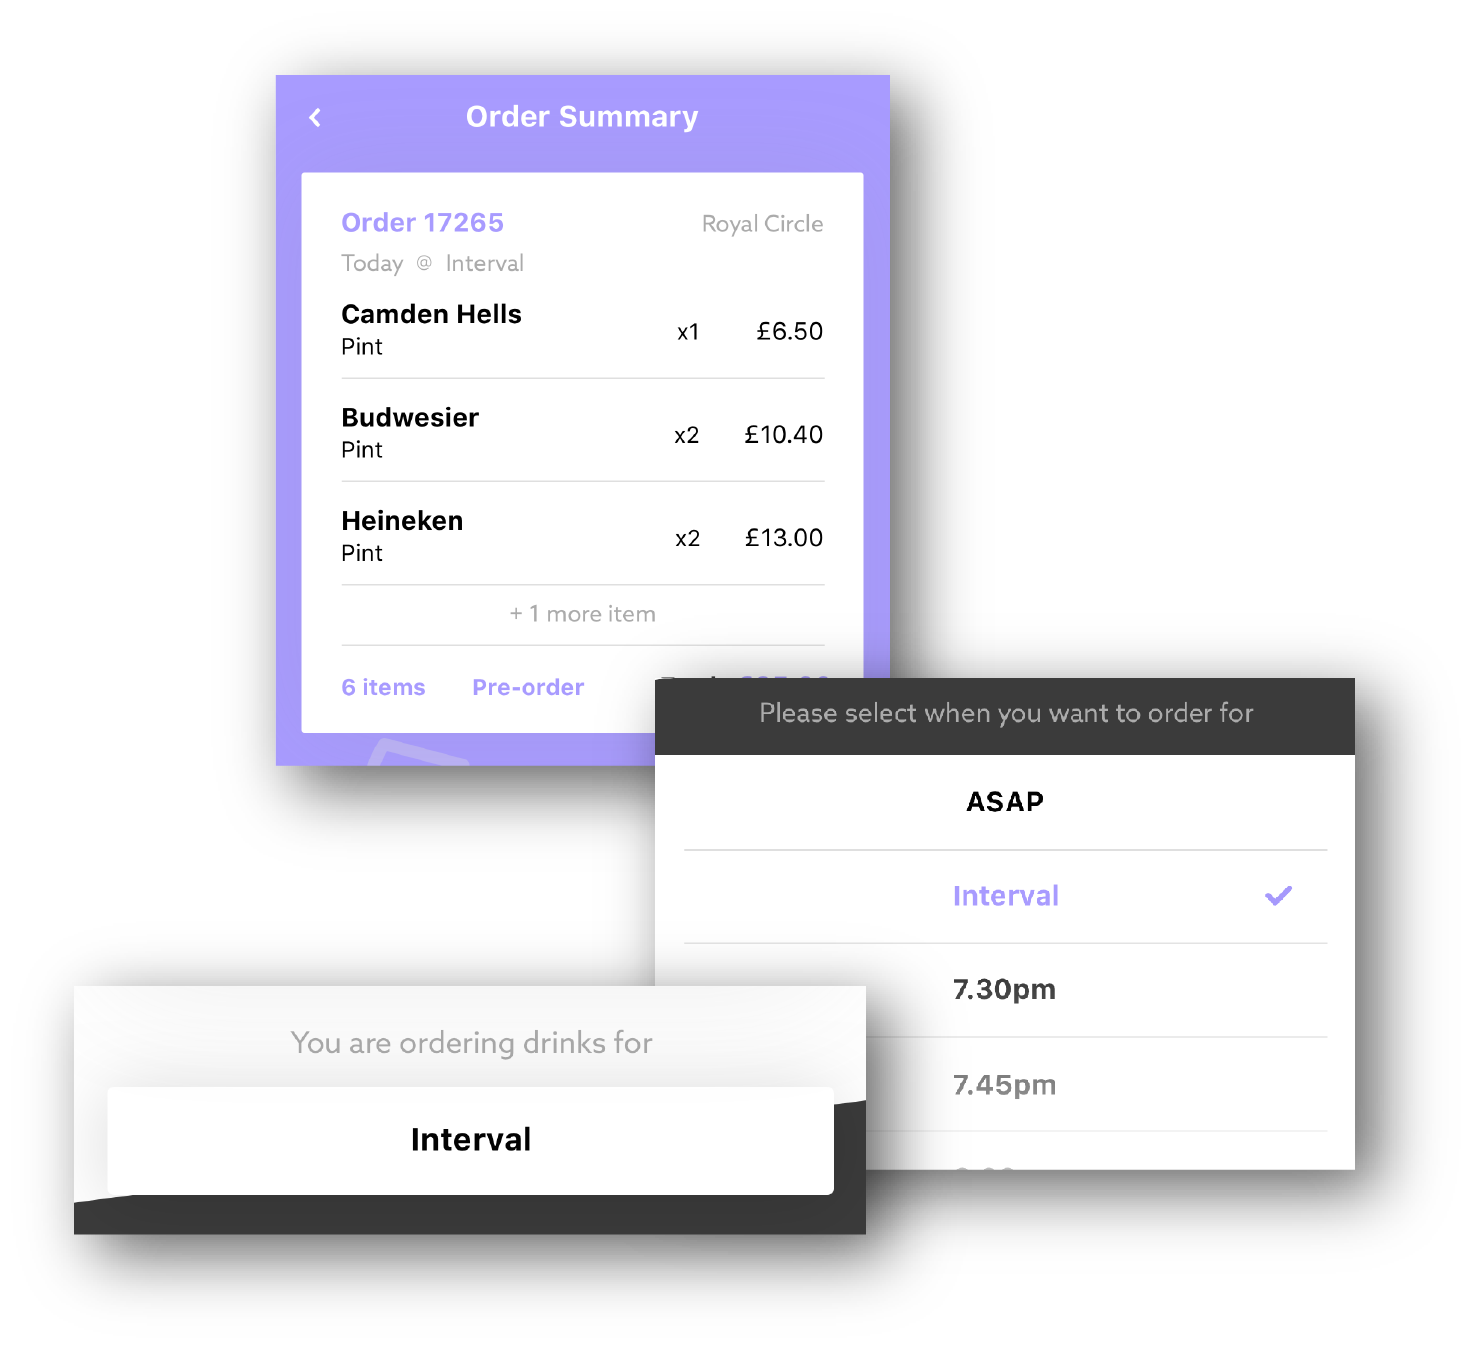 Order Summary
Order 17265 Royal Circle
Today @ Interval
Camden Hells
Pint x1 £6.50
Budwesier
Pint x2 £10.40
Heineken
Pint x2 £13.00
+ 1 more item
6 items Pre-order
Please select when you want to order for
ASAP
Interval
7.30pm
7.45pm
You are ordering drinks for
Interval